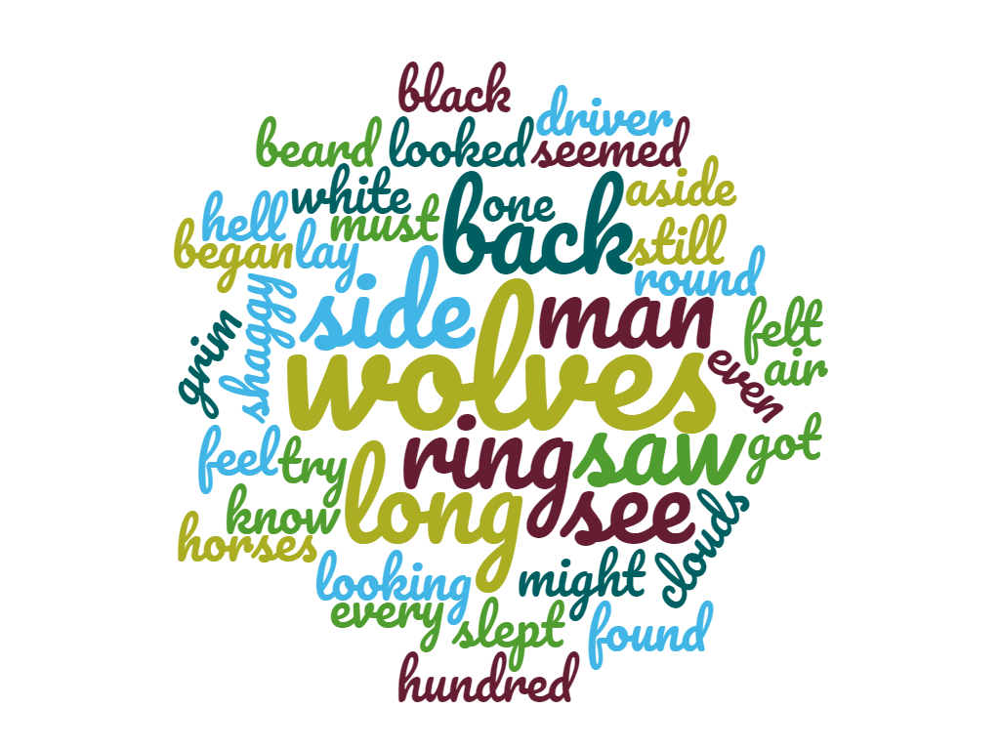 black
driver
beard looked seemed
white one aside
hell must back still
began lay round
shaggy side man felt
grim wolves even air
ring saw got
feel try long see
know clouds
horses
looking might
every slept found
hundred